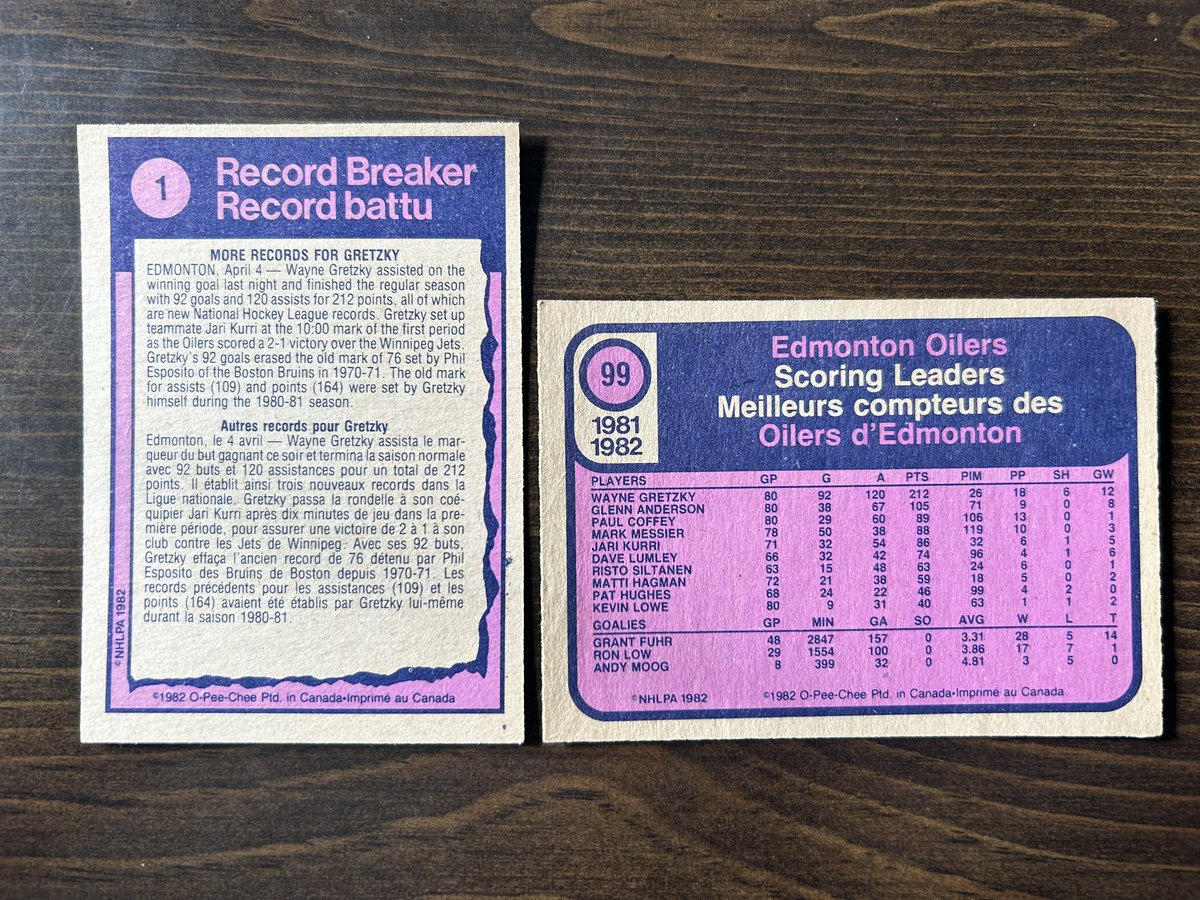 1
Record Breaker
Record battu
MORE RECORDS FOR GRETZKY
EDMONTON, April 4 — Wayne Gretzky assisted on the
winning goal last night and finished the regular season
with 92 goals and 120 assists for 212 points, all of which
are new National Hockey League records. Gretzky set up
teammate Jari Kurri at the 10:00 mark of the first period
as the Oilers scored a 2-1 victory over the Winnipeg Jets.
Gretzky's 92 goals erased the old mark of 76 set by Phil
Esposito of the Boston Bruins in 1970-71. The old mark
for assists (109) and points (164) were set by Gretzky
himself during the 1980-81 season.
Autres records pour Gretzky
Edmonton, le 4 avril — Wayne Gretzky assista le mar-
queur du but gagnant ce soir et termina la saison normale
avec 92 buts et 120 assistances pour un total de 212
points. Il établit ainsi trois nouveaux records dans la
Ligue nationale. Gretzky passa la rondelle à son coé-
quipier Jari Kurri après dix minutes de jeu dans la pre-
mière période, pour assurer une victoire de 2 à 1 à son
club contre les Jets de Winnipeg. Avec ses 92 buts,
Gretzky effaça l'ancien record de 76 détenu par Phil
Esposito des Bruins de Boston depuis 1970-71. Les
records précédents pour les assistances (109) et les
points (164) avaient été établis par Gretzky lui-même
durant la saison 1980-81.
©NHLPA 1982
©1982 O-Pee-Chee Ptd. in Canada•Imprimé au Canada
99
1981
1982
Edmonton Oilers
Scoring Leaders
Meilleurs compteurs des
Oilers d'Edmonton
PLAYERS GP G A PTS PIM PP SH GW
WAYNE GRETZKY 80 92 120 212 26 18 6 12
GLENN ANDERSON 80 38 67 105 71 9 0 8
PAUL COFFEY 80 29 60 89 106 13 0 1
MARK MESSIER 78 50 38 88 119 10 0 3
JARI KURRI 71 32 54 86 32 6 1 5
DAVE LUMLEY 66 32 42 74 96 4 1 6
RISTO SILTANEN 63 15 48 63 24 6 0 1
MATTI HAGMAN 72 21 38 59 18 5 0 2
PAT HUGHES 68 24 22 46 99 4 2 0
KEVIN LOWE 80 9 31 40 63 1 1 2
GOALIES GP MIN GA SO AVG W L T
GRANT FUHR 48 2847 157 0 3.31 28 5 14
RON LOW 29 1554 100 0 3.86 17 7 1
ANDY MOOG 8 399 32 0 4.81 3 5 0
©NHLPA 1982 ©1982 O-Pee-Chee Ptd. in Canada•Imprimé au Canada